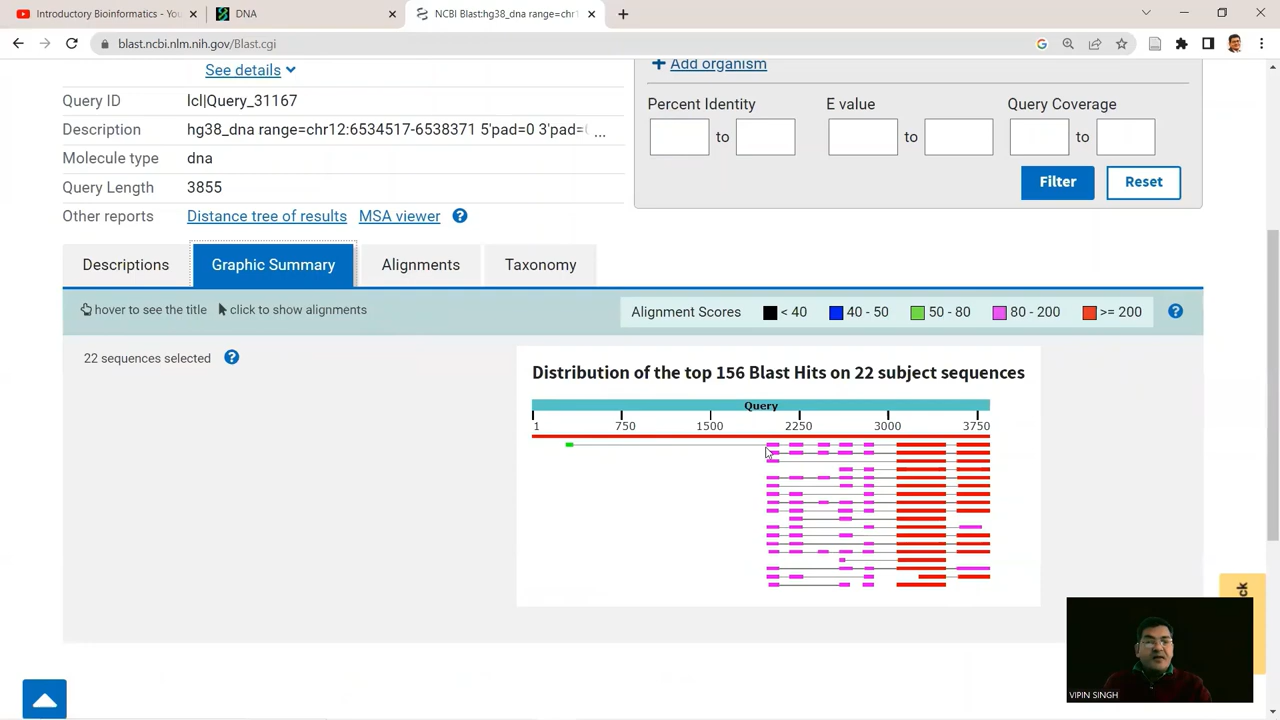 Introductory Bioinformatics - You
DNA
NCBI Blast:hg38_dna range=chr1
blast.ncbi.nlm.nih.gov/Blast.cgi
See details
Query ID lcl|Query_31167
Description hg38_dna range=chr12:6534517-6538371 5'pad=0 3'pad=0 ...
Molecule type dna
Query Length 3855
Other reports Distance tree of results MSA viewer ?
+ Add organism
Percent Identity E value Query Coverage
to to to
Filter Reset
Descriptions Graphic Summary Alignments Taxonomy
hover to see the title click to show alignments
Alignment Scores < 40 40 - 50 50 - 80 80 - 200 >= 200 ?
22 sequences selected ?
Distribution of the top 156 Blast Hits on 22 subject sequences
Query
1 750 1500 2250 3000 3750
VIPIN SINGH